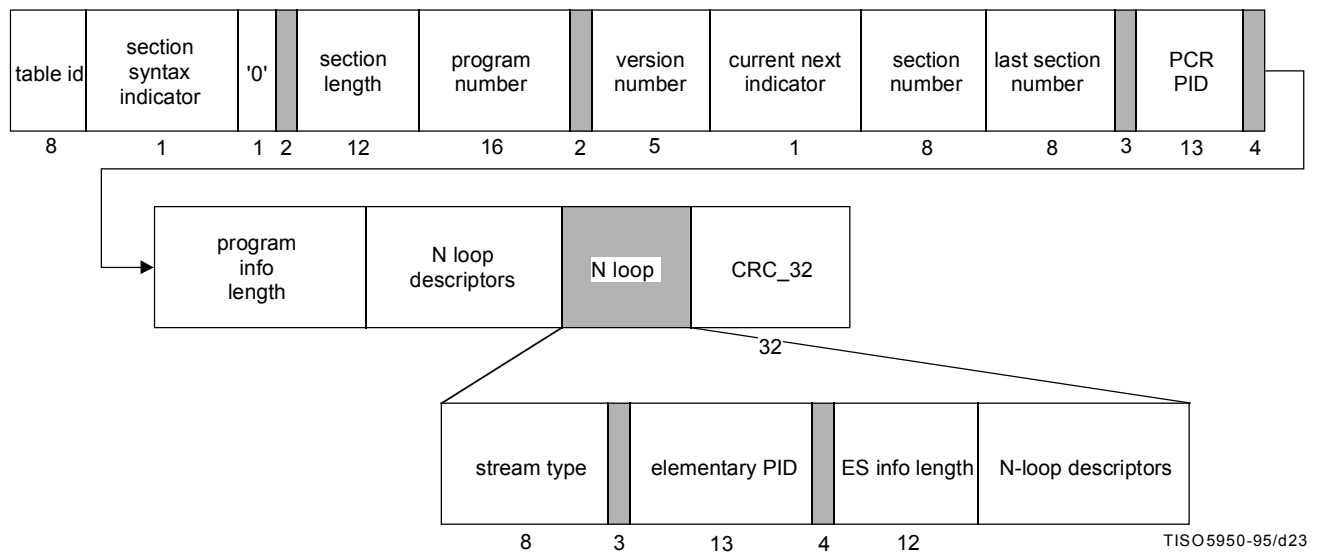 table id
section
syntax
indicator
'0'
section
length
program
number
version
number
current next
indicator
section
number
last section
number
PCR
PID
8 1 1 2 12 16 2 5 1 8 8 3 13 4
program
info
length
N loop
descriptors
N loop
CRC_32
32
stream type
elementary PID
ES info length
N-loop descriptors
8 3 13 4 12
TISO5950-95/d23